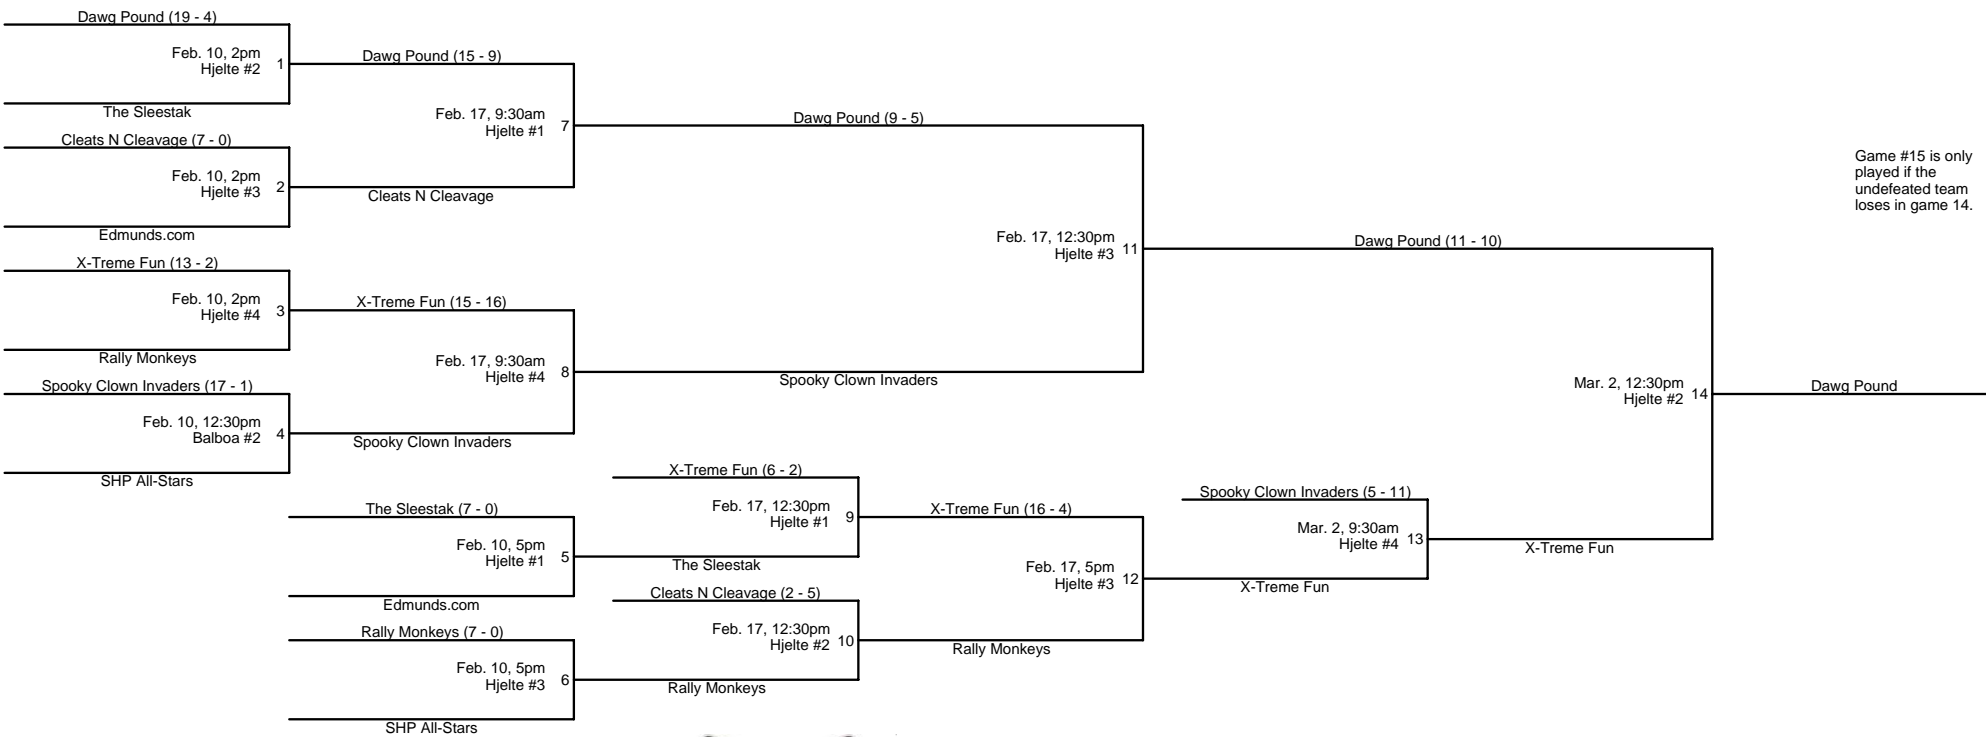 Dawg Pound (19 - 4)
Feb. 10, 2pm
Hjelte #2
1
The Sleestak
Cleats N Cleavage (7 - 0)
Feb. 10, 2pm
Hjelte #3
2
Edmunds.com
X-Treme Fun (13 - 2)
Feb. 10, 2pm
Hjelte #4
3
Rally Monkeys
Spooky Clown Invaders (17 - 1)
Feb. 10, 12:30pm
Balboa #2
4
SHP All-Stars
Dawg Pound (15 - 9)
Feb. 17, 9:30am
Hjelte #1
7
Cleats N Cleavage
X-Treme Fun (15 - 16)
Feb. 17, 9:30am
Hjelte #4
8
Spooky Clown Invaders
The Sleestak (7 - 0)
Feb. 10, 5pm
Hjelte #1
5
Edmunds.com
Rally Monkeys (7 - 0)
Feb. 10, 5pm
Hjelte #3
6
SHP All-Stars
X-Treme Fun (6 - 2)
Feb. 17, 12:30pm
Hjelte #1
9
The Sleestak
Cleats N Cleavage (2 - 5)
Feb. 17, 12:30pm
Hjelte #2
10
Rally Monkeys
Dawg Pound (9 - 5)
Feb. 17, 12:30pm
Hjelte #3
11
Spooky Clown Invaders
X-Treme Fun (16 - 4)
Feb. 17, 5pm
Hjelte #3
12
Rally Monkeys
Spooky Clown Invaders (5 - 11)
Mar. 2, 9:30am
Hjelte #4
13
X-Treme Fun
Dawg Pound (11 - 10)
Mar. 2, 12:30pm
Hjelte #2
14
X-Treme Fun
Dawg Pound
Game #15 is only
played if the
undefeated team
loses in game 14.